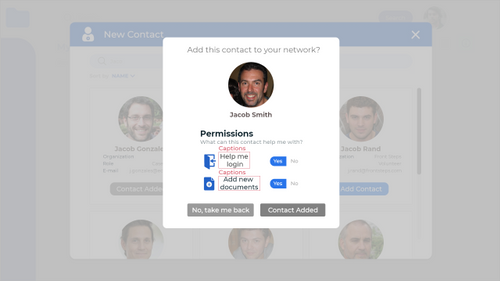 New Contact
Add this contact to your network?
Jacob Smith
Permissions
What can this contact help me with?
Captions
Help me
login
Yes No
Captions
Add new
documents
Yes No
No, take me back
Contact Added
Jacob Gonzale
Organization
E-mail
Contact Added
Jacob Rand
Add Contact